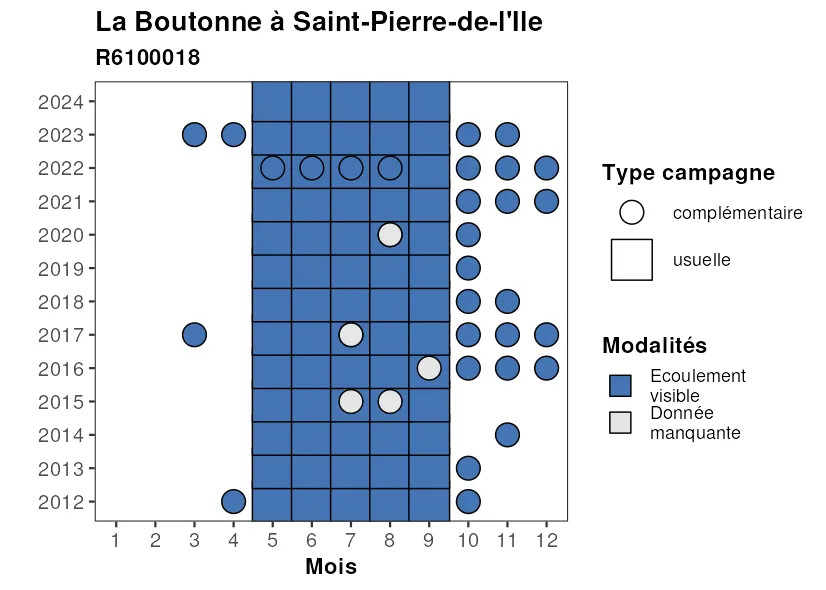 La Boutonne à Saint-Pierre-de-l'Ile
R6100018
2024
2023
2022
2021
2020
2019
2018
2017
2016
2015
2014
2013
2012
1 2 3 4 5 6 7 8 9 10 11 12
Mois
Type campagne
complémentaire
usuelle
Modalités
Ecoulement
visible
Donnée
manquante